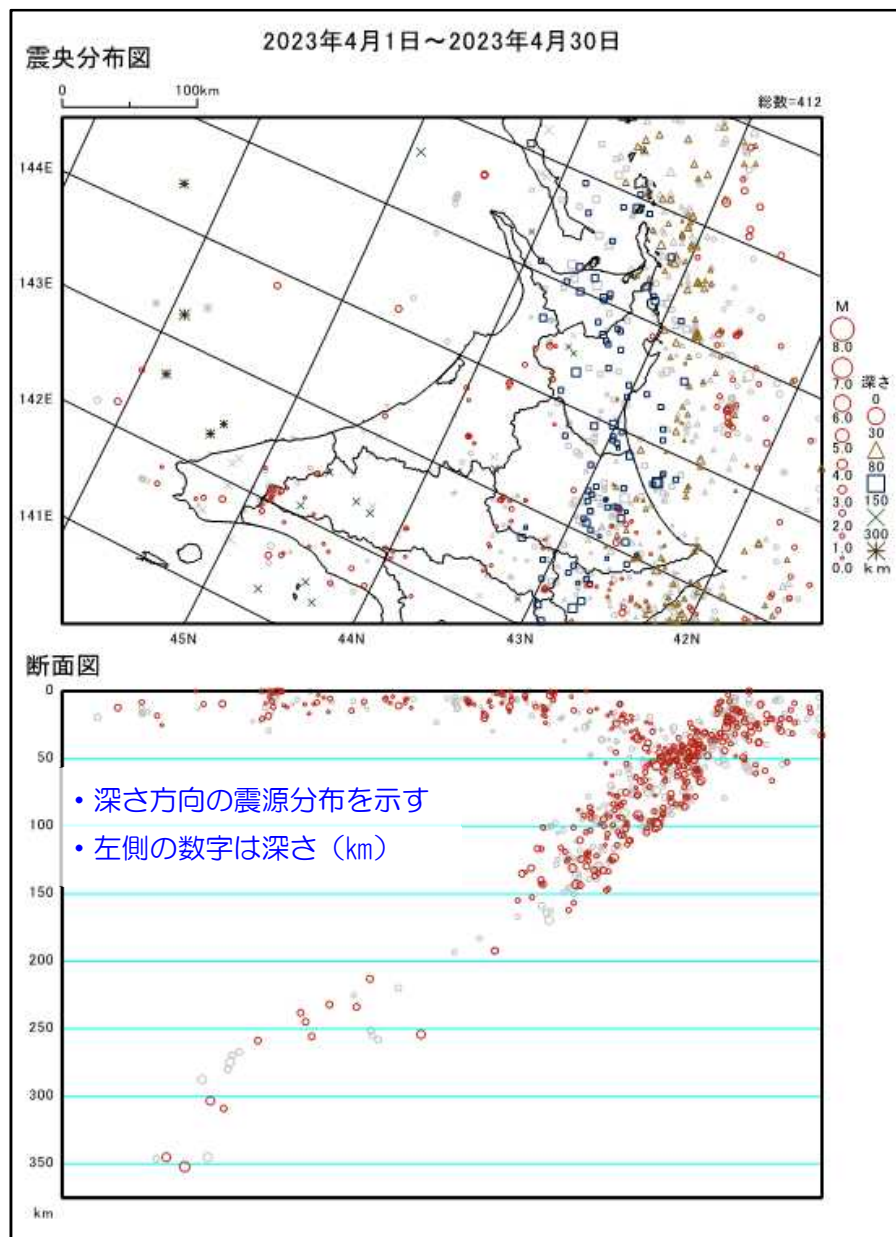 2023年4月1日～2023年4月30日
震央分布図
0 100km
総数=412
144E
143E
142E
141E
45N 44N 43N 42N
M
8.0
7.0
6.0
5.0
4.0
3.0
2.0
1.0
0.0
深さ
0
30
80
150
300
km
断面図
0
50
100
150
200
250
300
350
km
・深さ方向の震源分布を示す
・左側の数字は深さ（㎞）